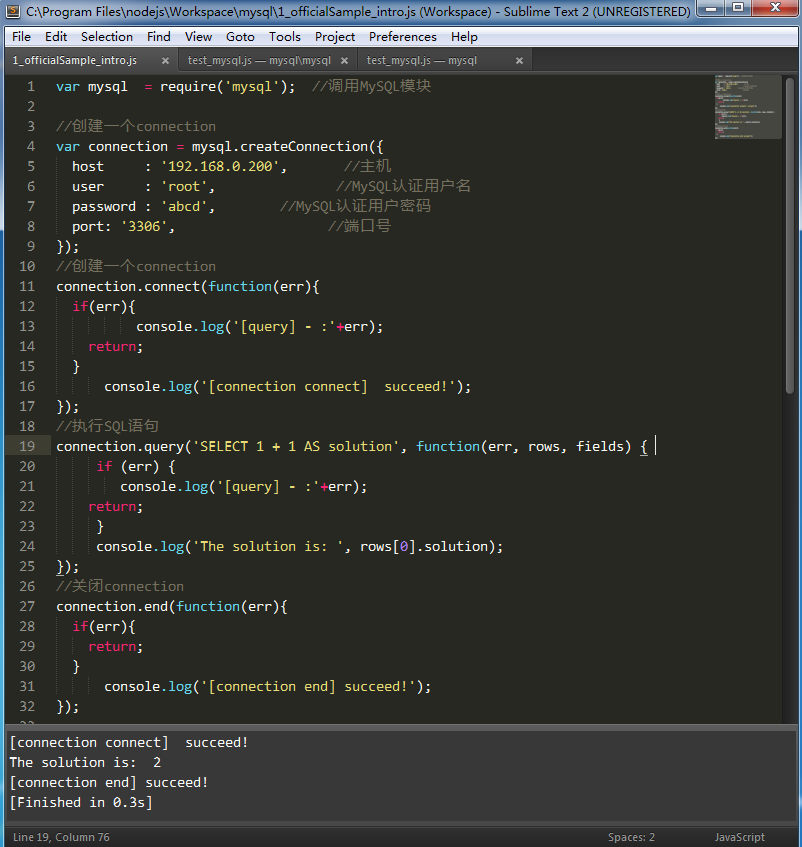 C:\Program Files\nodejs\Workspace\mysql\1_officialSample_intro.js (Workspace) - Sublime Text 2 (UNREGISTERED)
File Edit Selection Find View Goto Tools Project Preferences Help
1_officialSample_intro.js × test_mysql.js — mysql\mysql × test_mysql.js — mysql ×
1 var mysql  = require('mysql');  //调用MySQL模块
2
3 //创建一个connection
4 var connection = mysql.createConnection({
5   host     : '192.168.0.200',       //主机
6   user     : 'root',               //MySQL认证用户名
7   password : 'abcd',        //MySQL认证用户密码
8   port: '3306',                   //端口号
9 });
10 //创建一个connection
11 connection.connect(function(err){
12   if(err){
13           console.log('[query] - :'+err);
14     return;
15   }
16       console.log('[connection connect]  succeed!');
17 });
18 //执行SQL语句
19 connection.query('SELECT 1 + 1 AS solution', function(err, rows, fields) {
20      if (err) {
21         console.log('[query] - :'+err);
22     return;
23      }
24      console.log('The solution is: ', rows[0].solution);
25 });
26 //关闭connection
27 connection.end(function(err){
28   if(err){
29     return;
30   }
31       console.log('[connection end] succeed!');
32 });
[connection connect]  succeed!
The solution is:  2
[connection end] succeed!
[Finished in 0.3s]
Line 19, Column 76 Spaces: 2 JavaScript